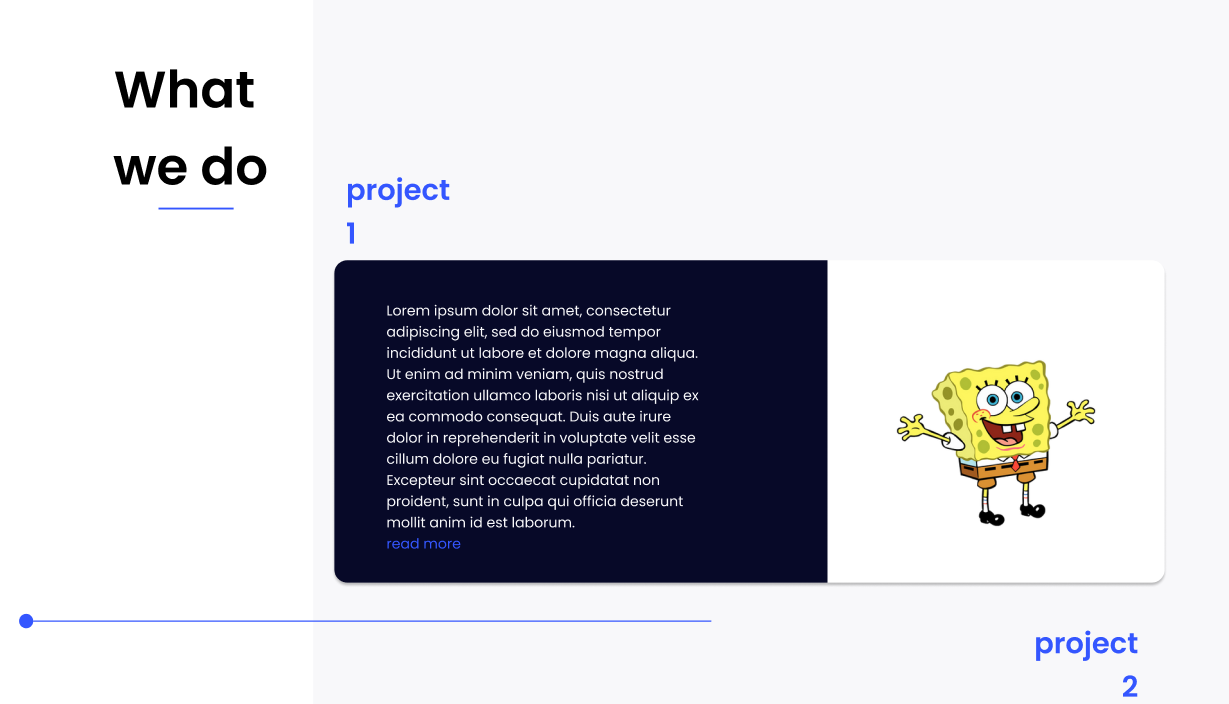 What
we do
project
1
Lorem ipsum dolor sit amet, consectetur
adipiscing elit, sed do eiusmod tempor
incididunt ut labore et dolore magna aliqua.
Ut enim ad minim veniam, quis nostrud
exercitation ullamco laboris nisi ut aliquip ex
ea commodo consequat. Duis aute irure
dolor in reprehenderit in voluptate velit esse
cillum dolore eu fugiat nulla pariatur.
Excepteur sint occaecat cupidatat non
proident, sunt in culpa qui officia deserunt
mollit anim id est laborum.
read more
project
2